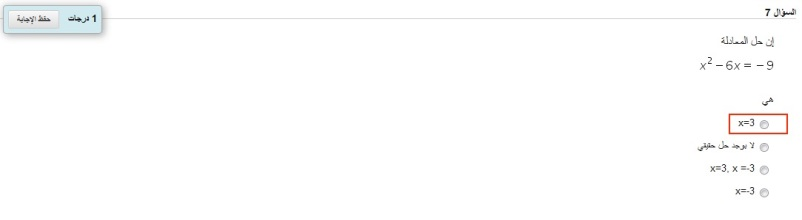 السؤال 7
1 درجات
حفظ الإجابة
إن حل المعادلة
x² – 6x = – 9
هي
x=3
لا يوجد حل حقيقي
x=3, x =-3
x=-3